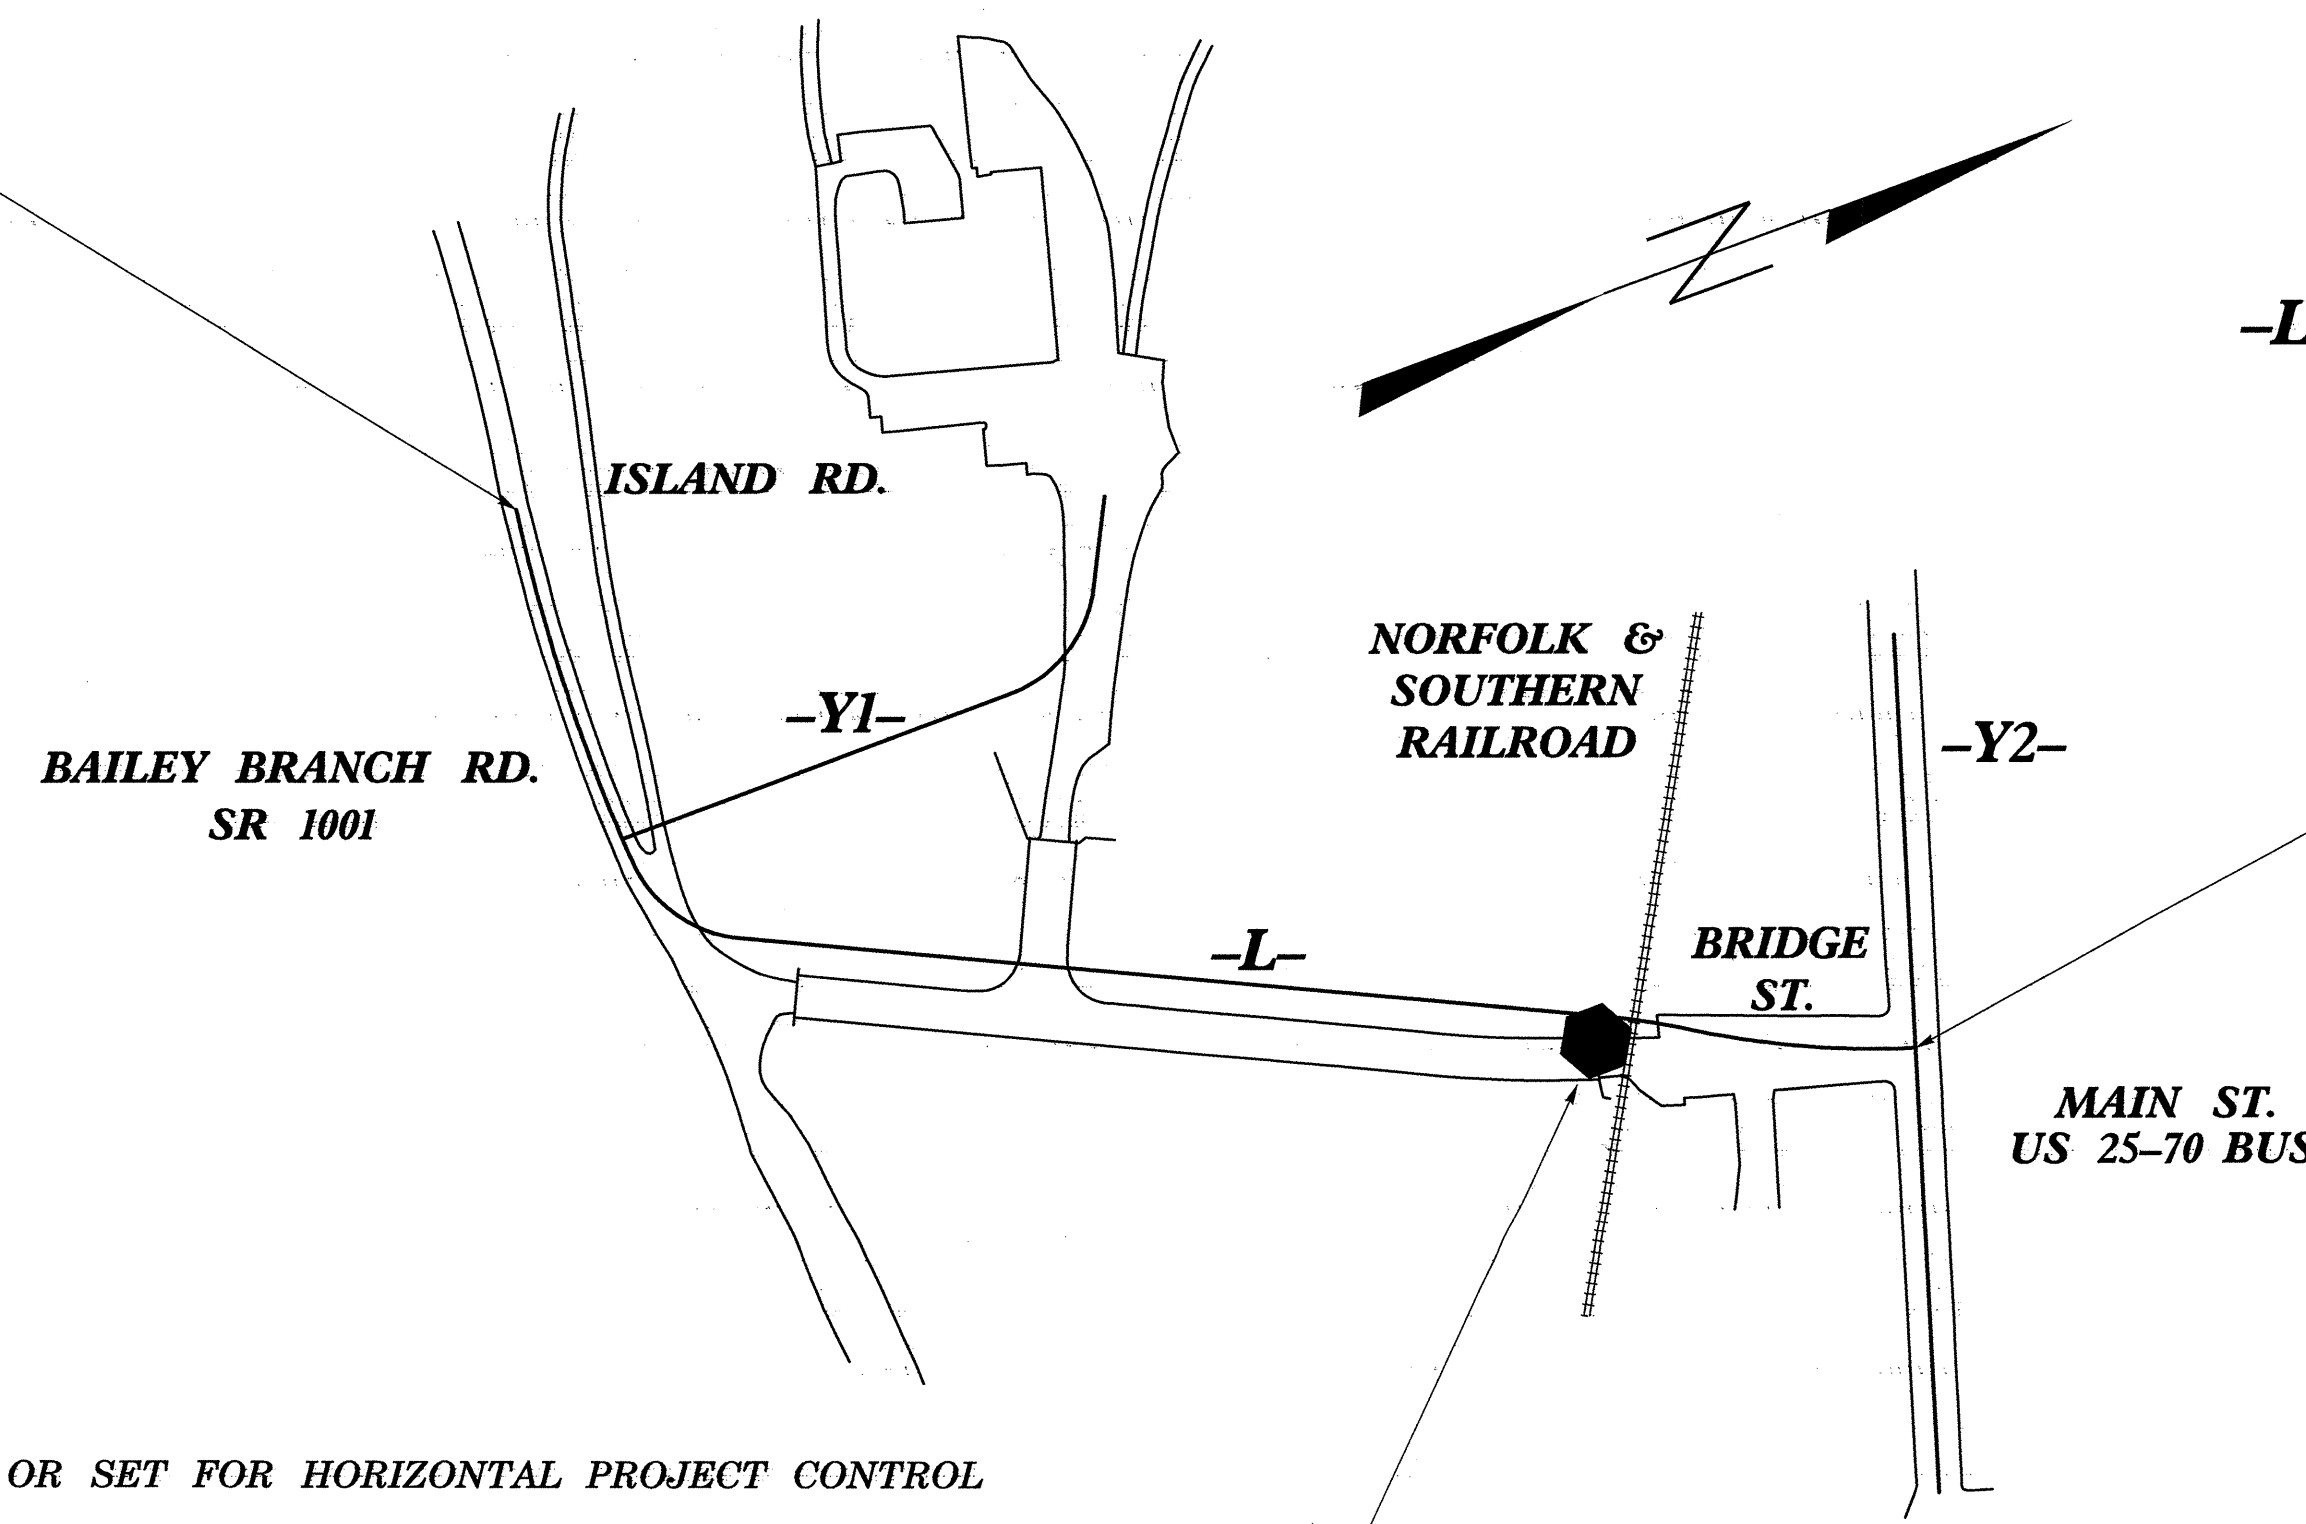 –L
ISLAND RD.
NORFOLK &
SOUTHERN
RAILROAD
–Y1–
–Y2–
BAILEY BRANCH RD.
SR 1001
–L–
BRIDGE
ST.
MAIN ST.
US 25–70 BUS
OR SET FOR HORIZONTAL PROJECT CONTROL